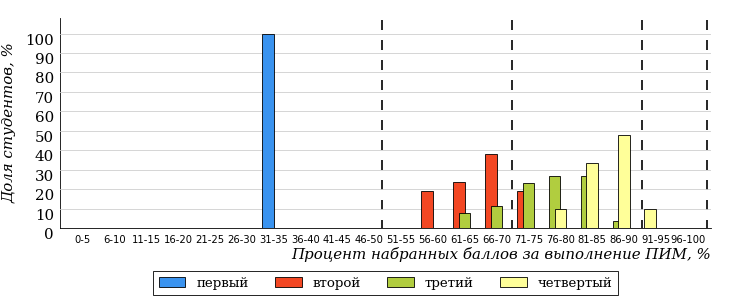 Доля студентов, %
100
90
80
70
60
50
40
30
20
10
0
0-5 6-10 11-15 16-20 21-25 26-30 31-35 36-40 41-45 46-50 51-55 56-60 61-65 66-70 71-75 76-80 81-85 86-90 91-95 96-100
Процент набранных баллов за выполнение ПИМ, %
первый второй третий четвертый